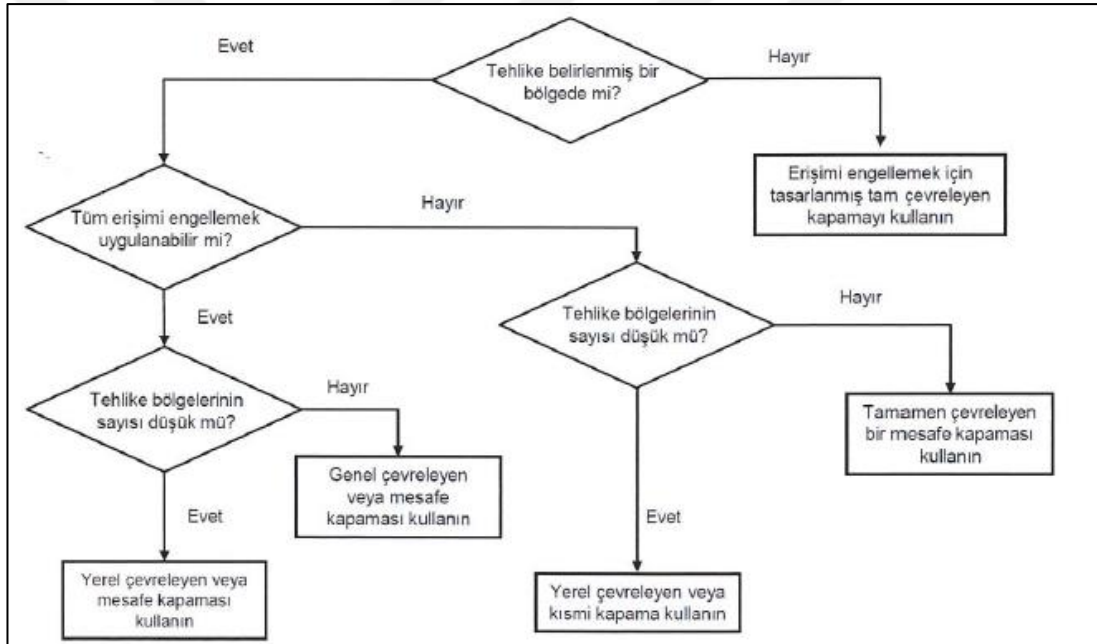 Evet
Tehlike belirlenmiş bir
bölgede mi?
Hayır
Erişimi engellemek için
tasarlanmış tam çevreleyen
kapamayı kullanın
Tüm erişimi engellemek
uygulanabilir mi?
Hayır
Evet
Tehlike bölgelerinin
sayısı düşük mü?
Hayır
Tehlike bölgelerinin
sayısı düşük mü?
Hayır
Tamamen çevreleyen
bir mesafe kapaması
kullanın
Genel çevreleyen
veya mesafe
kapaması kullanın
Evet
Evet
Yerel çevreleyen veya
mesafe kapaması
kullanın
Yerel çevreleyen veya
kısmi kapama kullanın